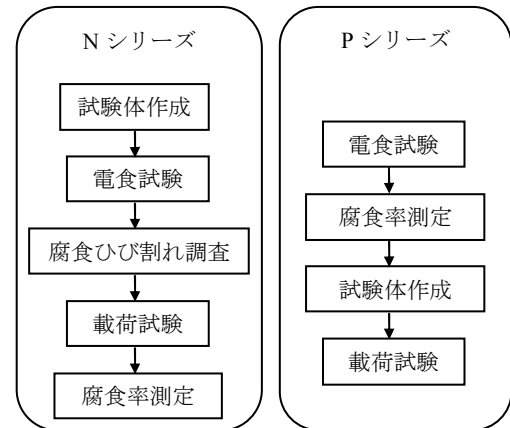 N シリーズ
試験体作成
電食試験
腐食ひび割れ調査
載荷試験
腐食率測定
P シリーズ
電食試験
腐食率測定
試験体作成
載荷試験